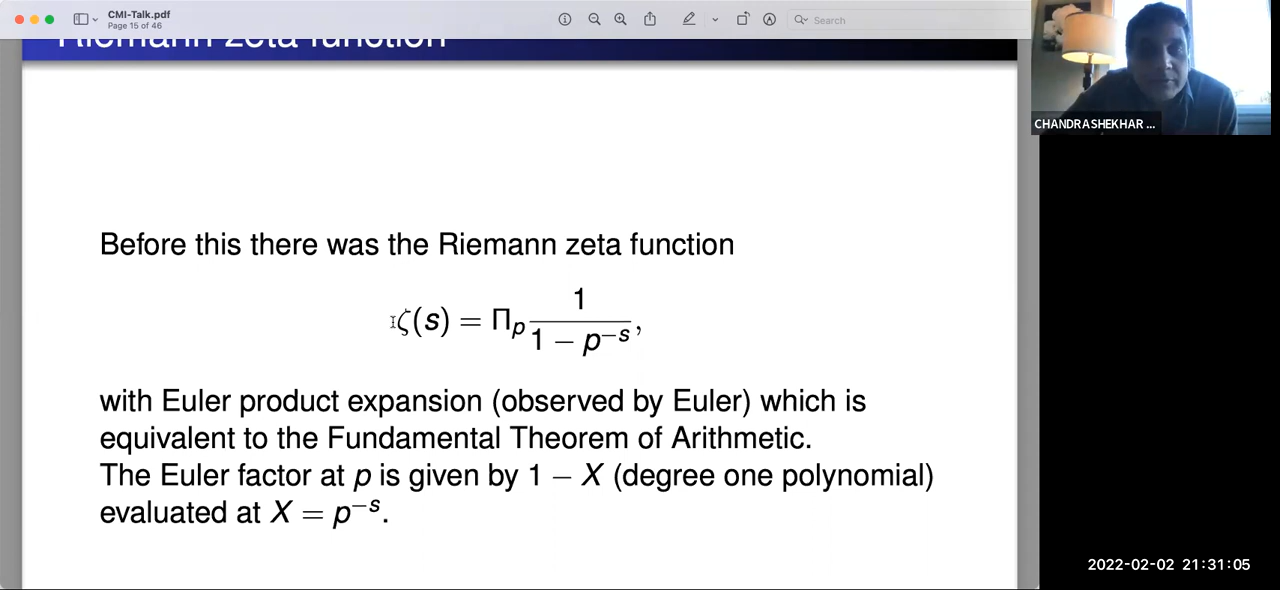 CMI-Talk.pdf
Page 15 of 46
Search
Riemann zeta function
CHANDRASHEKHAR ...
Before this there was the Riemann zeta function
ζ(s) = Π_p 1/(1 − p^{−s}),
with Euler product expansion (observed by Euler) which is
equivalent to the Fundamental Theorem of Arithmetic.
The Euler factor at p is given by 1 − X (degree one polynomial)
evaluated at X = p^{−s}.
2022-02-02 21:31:05